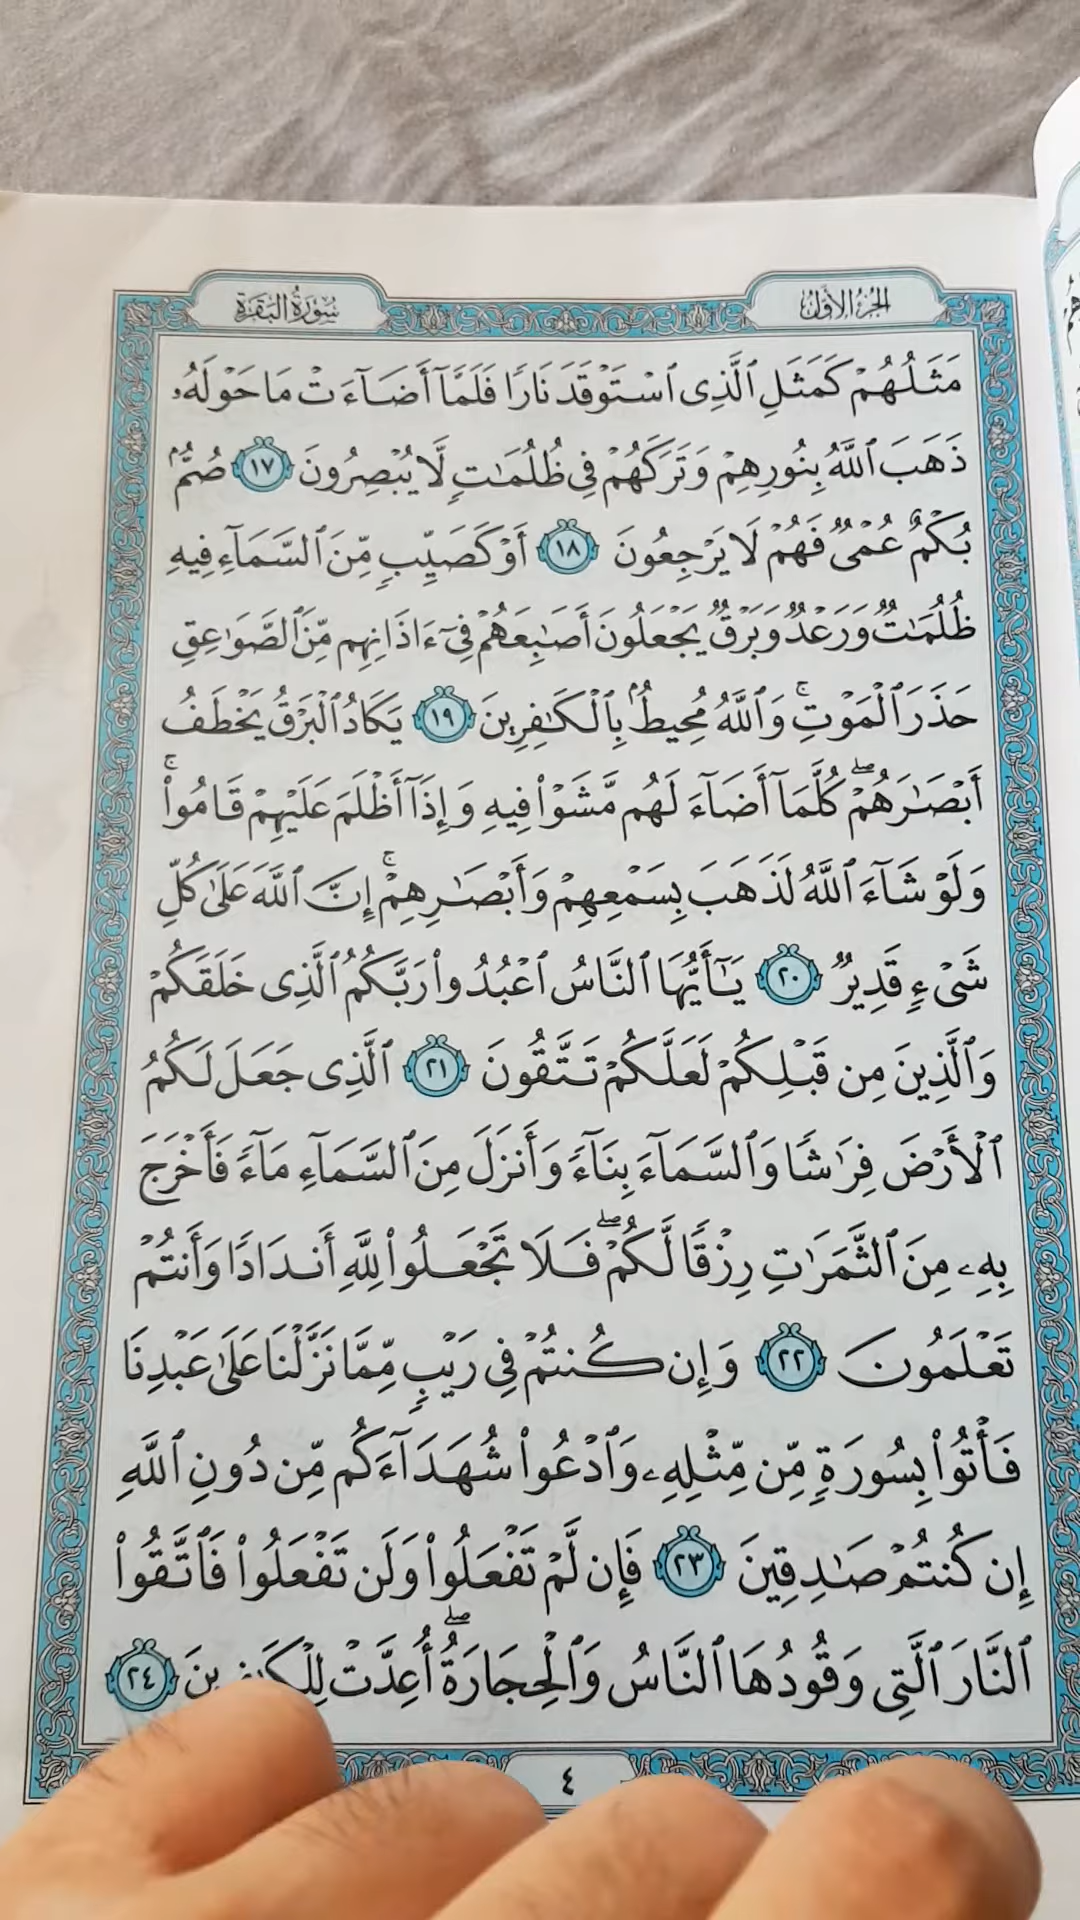 الجزء الأول
سورة البقرة
مَثَلُهُمْ كَمَثَلِ ٱلَّذِى ٱسْتَوْقَدَ نَارًا فَلَمَّآ أَضَآءَتْ مَا حَوْلَهُۥ
ذَهَبَ ٱللَّهُ بِنُورِهِمْ وَتَرَكَهُمْ فِى ظُلُمَـٰتٍ لَّا يُبْصِرُونَ ١٧ صُمٌّۢ
بُكْمٌ عُمْىٌ فَهُمْ لَا يَرْجِعُونَ ١٨ أَوْ كَصَيِّبٍ مِّنَ ٱلسَّمَآءِ فِيهِ
ظُلُمَـٰتٌ وَرَعْدٌ وَبَرْقٌ يَجْعَلُونَ أَصَـٰبِعَهُمْ فِىٓ ءَاذَانِهِم مِّنَ ٱلصَّوَٰعِقِ
حَذَرَ ٱلْمَوْتِ ۚ وَٱللَّهُ مُحِيطٌۢ بِٱلْكَـٰفِرِينَ ١٩ يَكَادُ ٱلْبَرْقُ يَخْطَفُ
أَبْصَـٰرَهُمْ ۖ كُلَّمَآ أَضَآءَ لَهُم مَّشَوْا۟ فِيهِ وَإِذَآ أَظْلَمَ عَلَيْهِمْ قَامُوا۟ ۚ
وَلَوْ شَآءَ ٱللَّهُ لَذَهَبَ بِسَمْعِهِمْ وَأَبْصَـٰرِهِمْ ۚ إِنَّ ٱللَّهَ عَلَىٰ كُلِّ
شَىْءٍ قَدِيرٌ ٢٠ يَـٰٓأَيُّهَا ٱلنَّاسُ ٱعْبُدُوا۟ رَبَّكُمُ ٱلَّذِى خَلَقَكُمْ
وَٱلَّذِينَ مِن قَبْلِكُمْ لَعَلَّكُمْ تَتَّقُونَ ٢١ ٱلَّذِى جَعَلَ لَكُمُ
ٱلْأَرْضَ فِرَٰشًا وَٱلسَّمَآءَ بِنَآءً وَأَنزَلَ مِنَ ٱلسَّمَآءِ مَآءً فَأَخْرَجَ
بِهِۦ مِنَ ٱلثَّمَرَٰتِ رِزْقًا لَّكُمْ ۖ فَلَا تَجْعَلُوا۟ لِلَّهِ أَندَادًا وَأَنتُمْ
تَعْلَمُونَ ٢٢ وَإِن كُنتُمْ فِى رَيْبٍ مِّمَّا نَزَّلْنَا عَلَىٰ عَبْدِنَا
فَأْتُوا۟ بِسُورَةٍ مِّن مِّثْلِهِۦ وَٱدْعُوا۟ شُهَدَآءَكُم مِّن دُونِ ٱللَّهِ
إِن كُنتُمْ صَـٰدِقِينَ ٢٣ فَإِن لَّمْ تَفْعَلُوا۟ وَلَن تَفْعَلُوا۟ فَٱتَّقُوا۟
ٱلنَّارَ ٱلَّتِى وَقُودُهَا ٱلنَّاسُ وَٱلْحِجَارَةُ ۖ أُعِدَّتْ لِلْكَـٰفِرِينَ ٢٤
٤